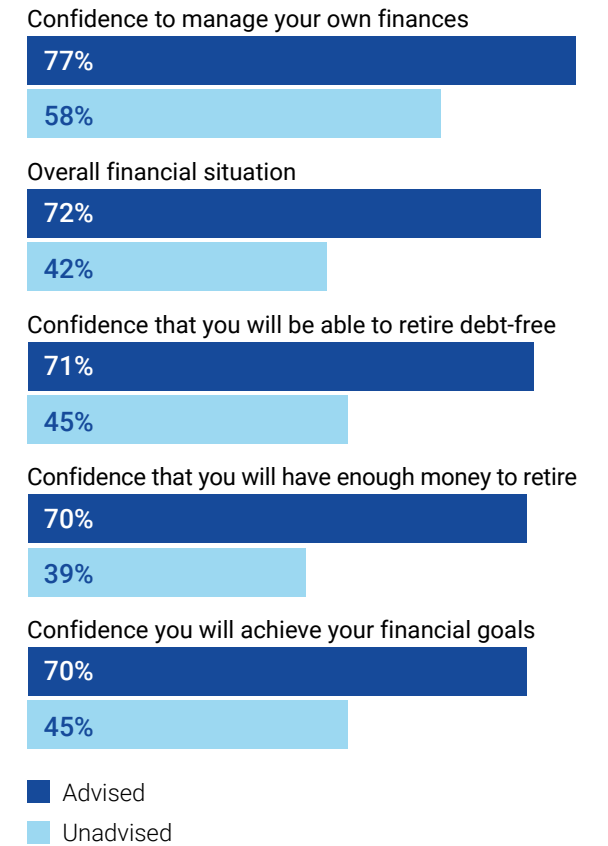 Confidence to manage your own finances
77%
58%
Overall financial situation
72%
42%
Confidence that you will be able to retire debt-free
71%
45%
Confidence that you will have enough money to retire
70%
39%
Confidence you will achieve your financial goals
70%
45%
Advised
Unadvised